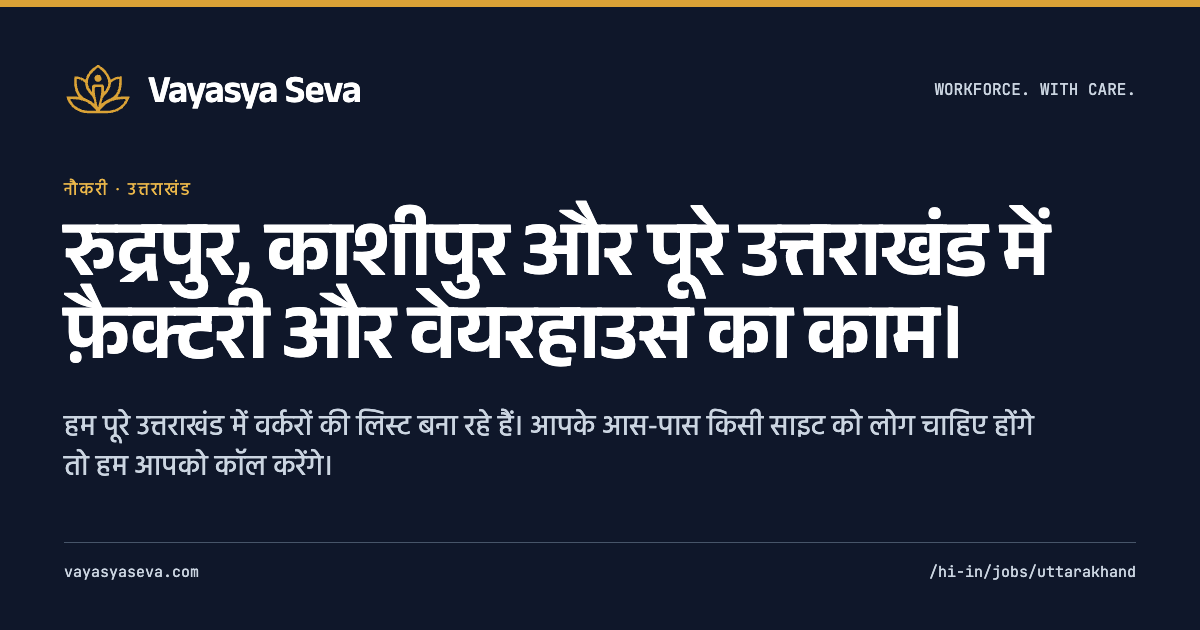 Vayasya Seva
WORKFORCE. WITH CARE.
नौकरी · उत्तराखंड
रुद्रपुर, काशीपुर और पूरे उत्तराखंड में
फ़ैक्टरी और वेयरहाउस का काम।
हम पूरे उत्तराखंड में वर्करों की लिस्ट बना रहे हैं। आपके आस-पास किसी साइट को लोग चाहिए होंगे
तो हम आपको कॉल करेंगे।
vayasyaseva.com
/hi-in/jobs/uttarakhand